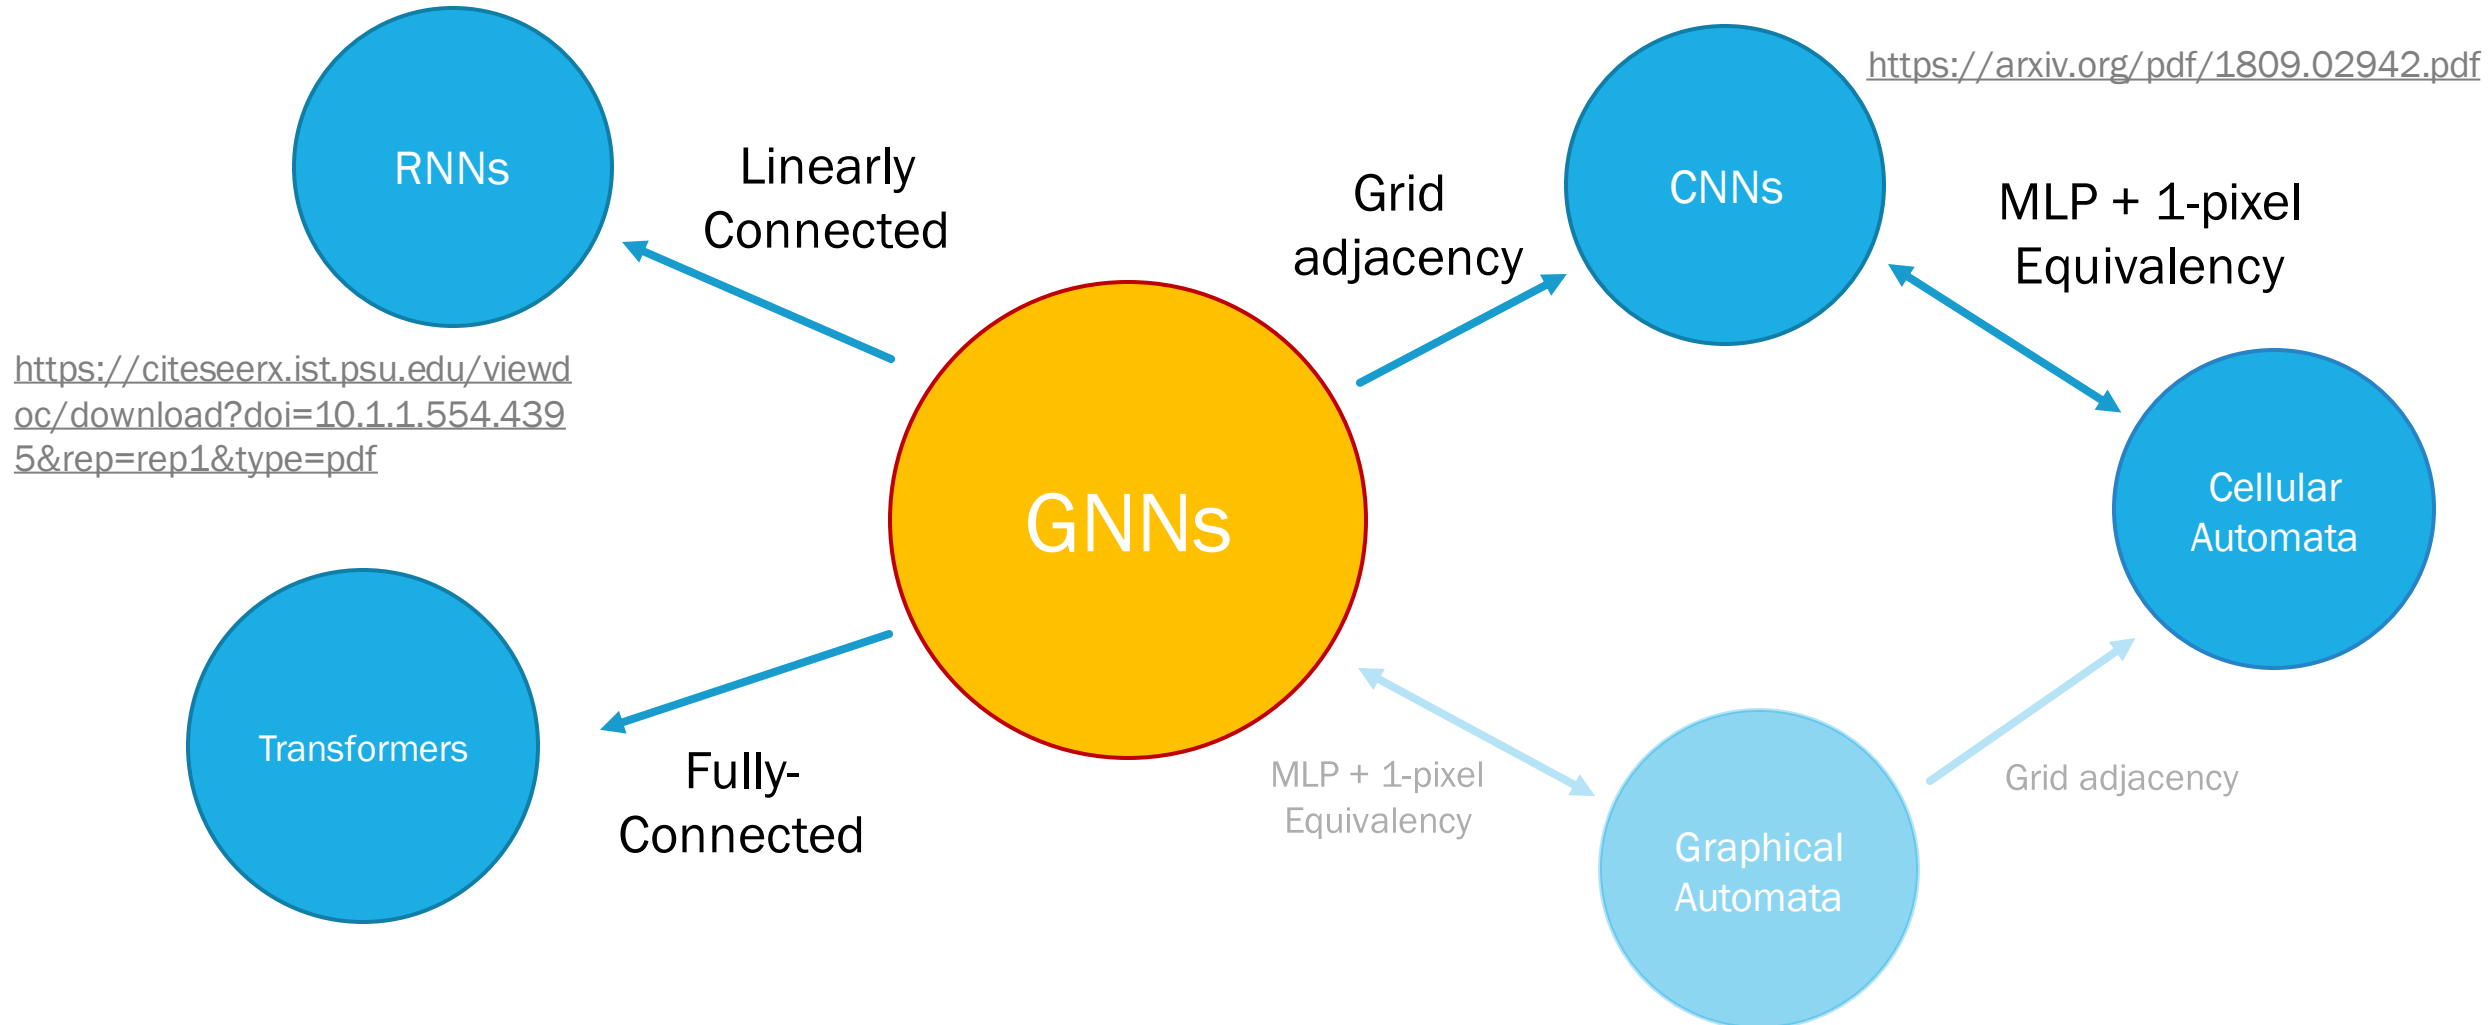 https://arxiv.org/pdf/1809.02942.pdf
RNNs
Linearly
Connected
Grid
adjacency
CNNs
MLP + 1-pixel
Equivalency
https://citeseerx.ist.psu.edu/viewd
oc/download?doi=10.1.1.554.439
5&rep=rep1&type=pdf
GNNs
Cellular
Automata
Transformers
Fully-
Connected
MLP + 1-pixel
Equivalency
Grid adjacency
Graphical
Automata